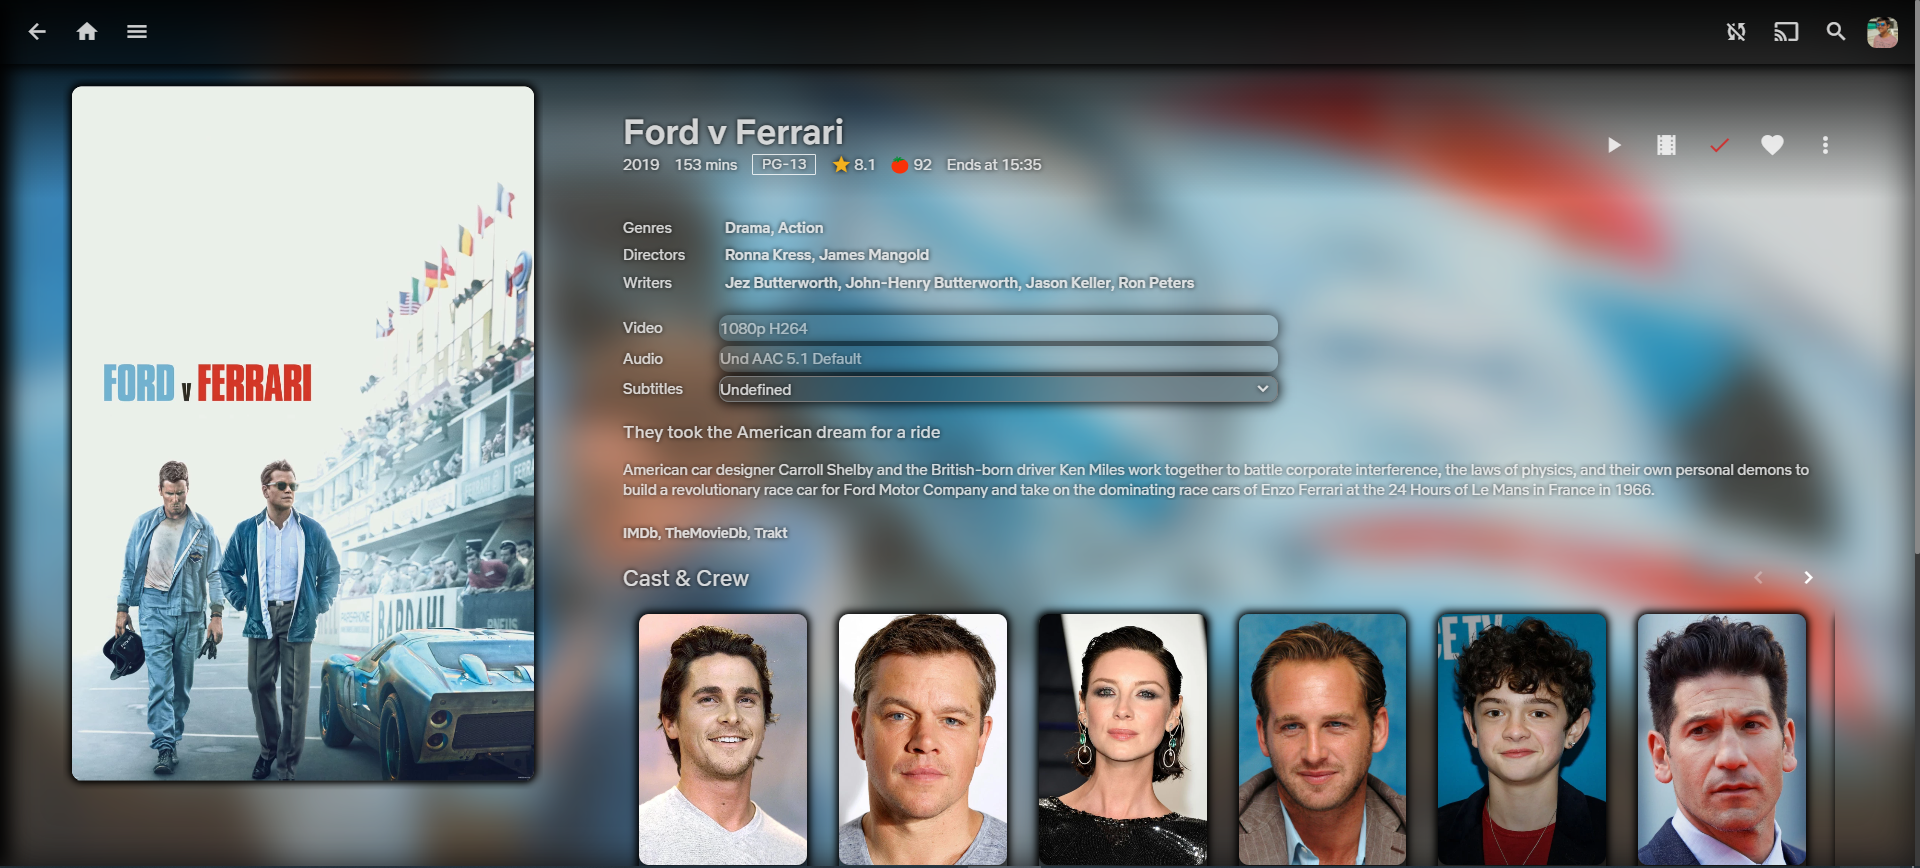 Ford v Ferrari
2019 153 mins PG-13 8.1 92 Ends at 15:35
Genres Drama, Action
Directors Ronna Kress, James Mangold
Writers Jez Butterworth, John-Henry Butterworth, Jason Keller, Ron Peters
Video 1080p H264
Audio Und AAC 5.1 Default
Subtitles Undefined
They took the American dream for a ride
American car designer Carroll Shelby and the British-born driver Ken Miles work together to battle corporate interference, the laws of physics, and their own personal demons to
build a revolutionary race car for Ford Motor Company and take on the dominating race cars of Enzo Ferrari at the 24 Hours of Le Mans in France in 1966.
IMDb, TheMovieDb, Trakt
Cast & Crew
FORD v FERRARI
BARDAHL
PNEUS